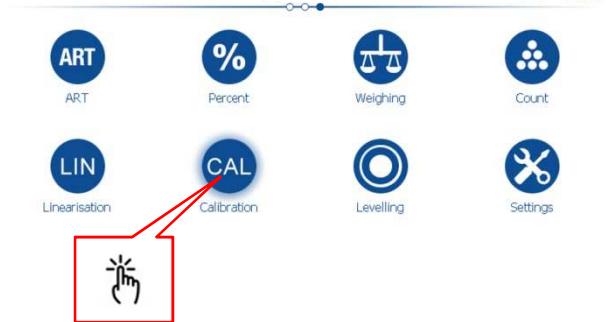 ART
%
ART
Percent
Weighing
Count
LIN
CAL
Linearisation
Calibration
Levelling
Settings